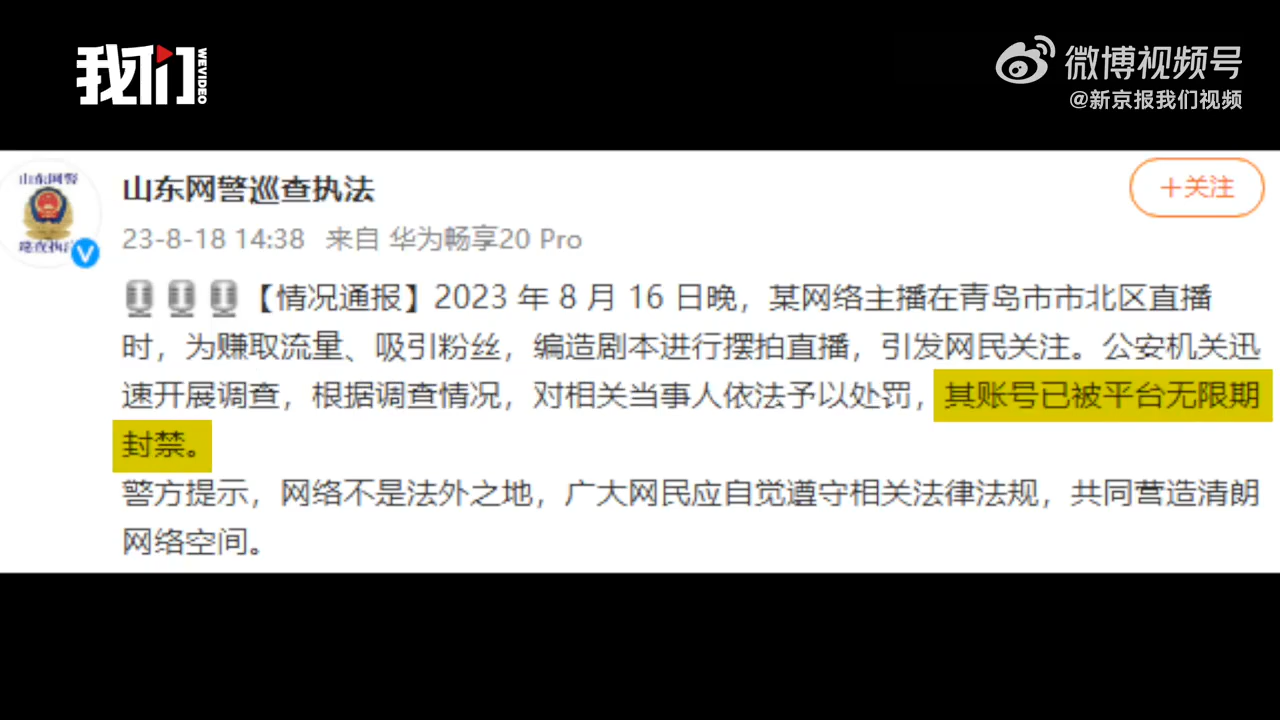 我们
WEVIDEO
微博视频号
@新京报我们视频
山东网警
巡查执法
山东网警巡查执法
+关注
23-8-18 14:38 来自 华为畅享20 Pro
【情况通报】2023 年 8 月 16 日晚，某网络主播在青岛市市北区直播
时，为赚取流量、吸引粉丝，编造剧本进行摆拍直播，引发网民关注。公安机关迅
速开展调查，根据调查情况，对相关当事人依法予以处罚，其账号已被平台无限期
封禁。
警方提示，网络不是法外之地，广大网民应自觉遵守相关法律法规，共同营造清朗
网络空间。